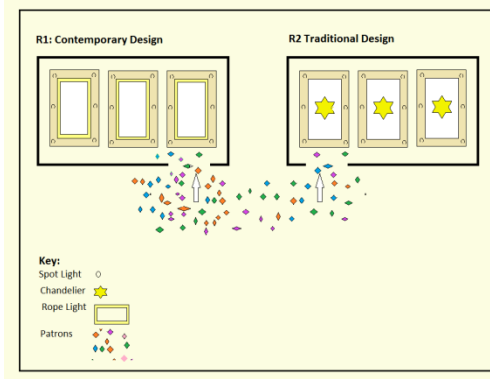 R1: Contemporary Design
R2 Traditional Design
Key:
Spot Light
Chandelier
Rope Light
Patrons